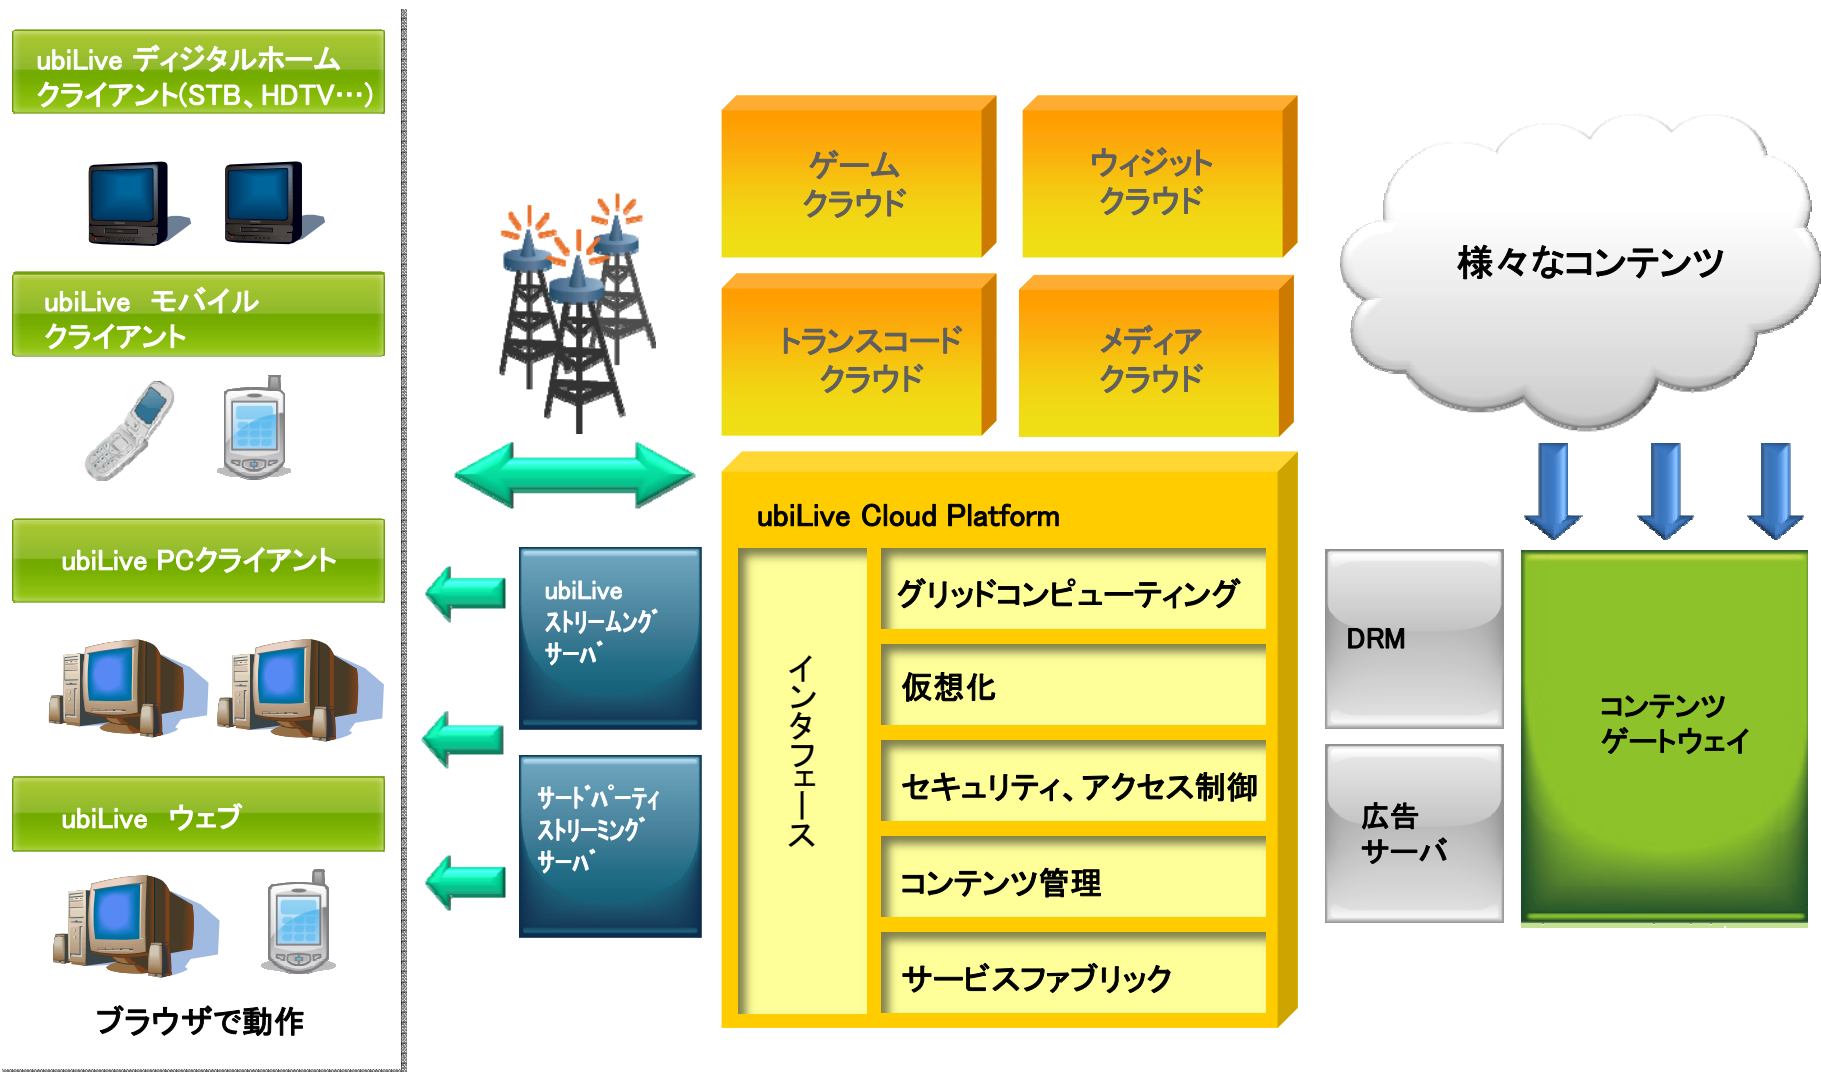 ubiLive ディジタルホーム
クライアント(STB、HDTV…)
ubiLive　モバイル
クライアント
ubiLive PCクライアント
ubiLive　ウェブ
ブラウザで動作
ゲーム
クラウド
ウィジット
クラウド
トランスコード
クラウド
メディア
クラウド
ubiLive Cloud Platform
インタフェース
グリッドコンピューティング
仮想化
セキュリティ、アクセス制御
コンテンツ管理
サービスファブリック
ubiLive
ストリームング
サーバ
サードパーティ
ストリーミング
サーバ
様々なコンテンツ
DRM
広告
サーバ
コンテンツ
ゲートウェイ